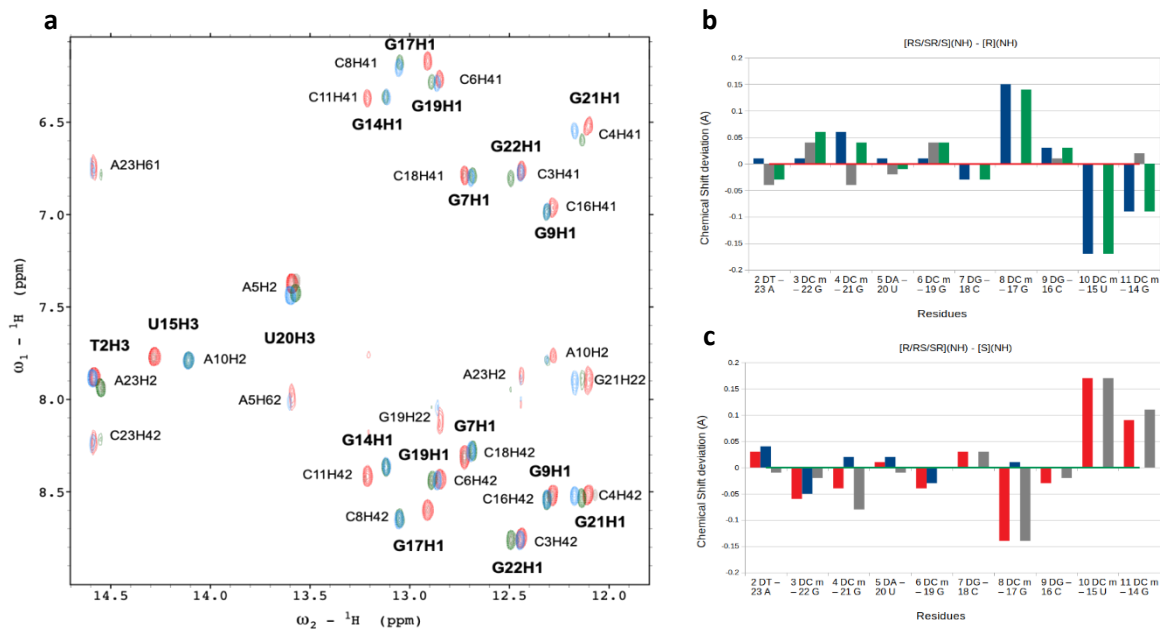 a
G17H1
C8H41
C6H41
C11H41
G19H1
G14H1
G21H1
C4H41
G22H1
A23H61
C18H41
C3H41
G7H1
C16H41
G9H1
A5H2
U15H3
U20H3
T2H3
A10H2
A10H2
A23H2
A23H2
G21H22
A5H62
G19H22
C23H42
G14H1
G7H1
G19H1
C18H42
G9H1
C11H42
C6H42
C16H42
C4H42
C8H42
G21H1
G17H1
C3H42
G22H1
6.5
7.0
7.5
8.0
8.5
ω1 - 1H (ppm)
14.5
14.0
13.5
13.0
12.5
12.0
ω2 - 1H (ppm)
b
[RS/SR/S](NH) - [R](NH)
Chemical Shift deviation (A)
0.2
0.15
0.1
0.05
0
-0.05
-0.1
-0.15
-0.2
2 DT – 3 DC m 4 DC m 5 DA – 6 DC m 7 DG – 8 DC m 9 DG – 10 DC m 11 DC m
23 A – 22 G – 21 G 20 U – 19 G 18 C – 17 G 16 C – 15 U – 14 G
Residues
c
[R/RS/SR](NH) - [S](NH)
Chemical Shift deviation (A)
0.2
0.15
0.1
0.05
0
-0.05
-0.1
-0.15
-0.2
2 DT – 3 DC m 4 DC m 5 DA – 6 DC m 7 DG – 8 DC m 9 DG – 10 DC m 11 DC m
23 A – 22 G – 21 G 20 U – 19 G 18 C – 17 G 16 C – 15 U – 14 G
Residues